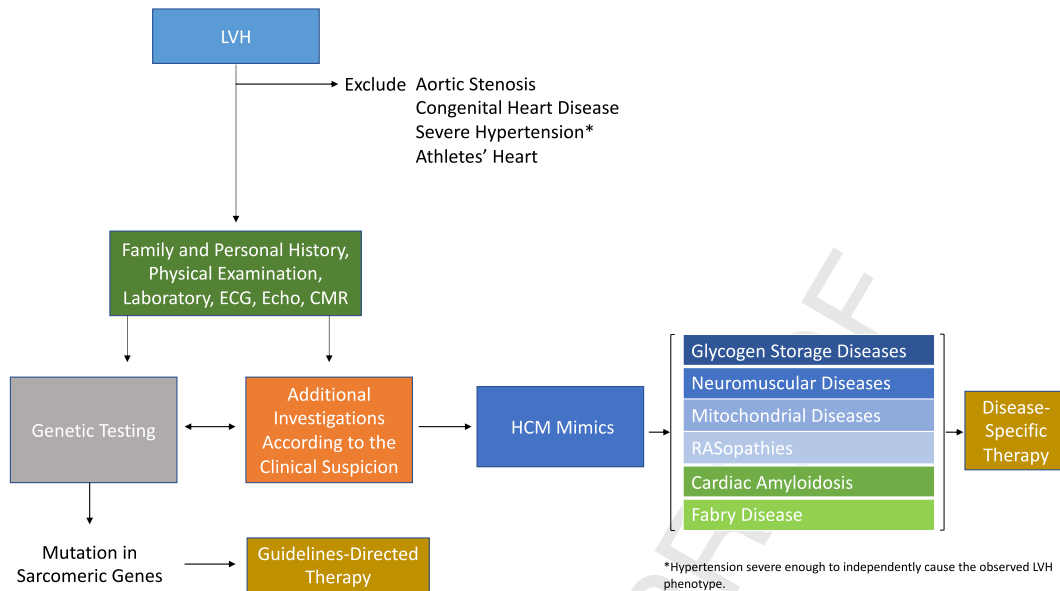 LVH
Exclude Aortic Stenosis
Congenital Heart Disease
Severe Hypertension*
Athletes’ Heart
Family and Personal History,
Physical Examination,
Laboratory, ECG, Echo, CMR
Genetic Testing
Additional
Investigations
According to the
Clinical Suspicion
HCM Mimics
Glycogen Storage Diseases
Neuromuscular Diseases
Mitochondrial Diseases
RASopathies
Cardiac Amyloidosis
Fabry Disease
Disease-
Specific
Therapy
Mutation in
Sarcomeric Genes
Guidelines-Directed
Therapy
*Hypertension severe enough to independently cause the observed LVH
phenotype.